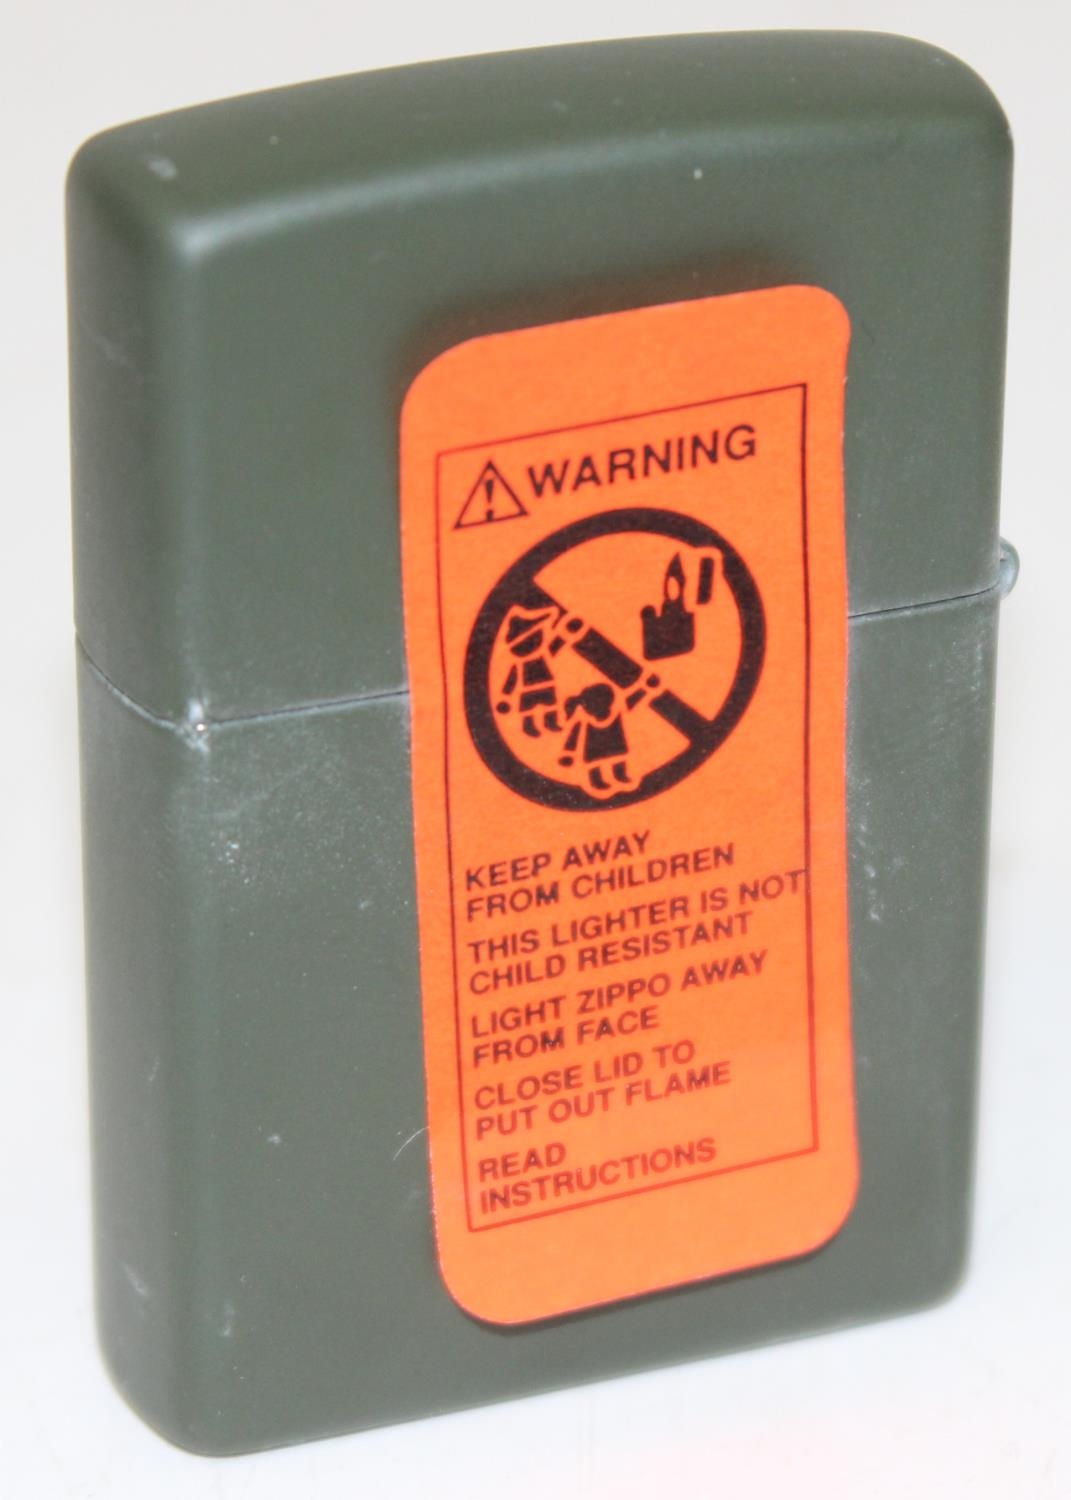 WARNING
KEEP AWAY
FROM CHILDREN
THIS LIGHTER IS NOT
CHILD RESISTANT
LIGHT ZIPPO AWAY
FROM FACE
CLOSE LID TO
PUT OUT FLAME
READ
INSTRUCTIONS